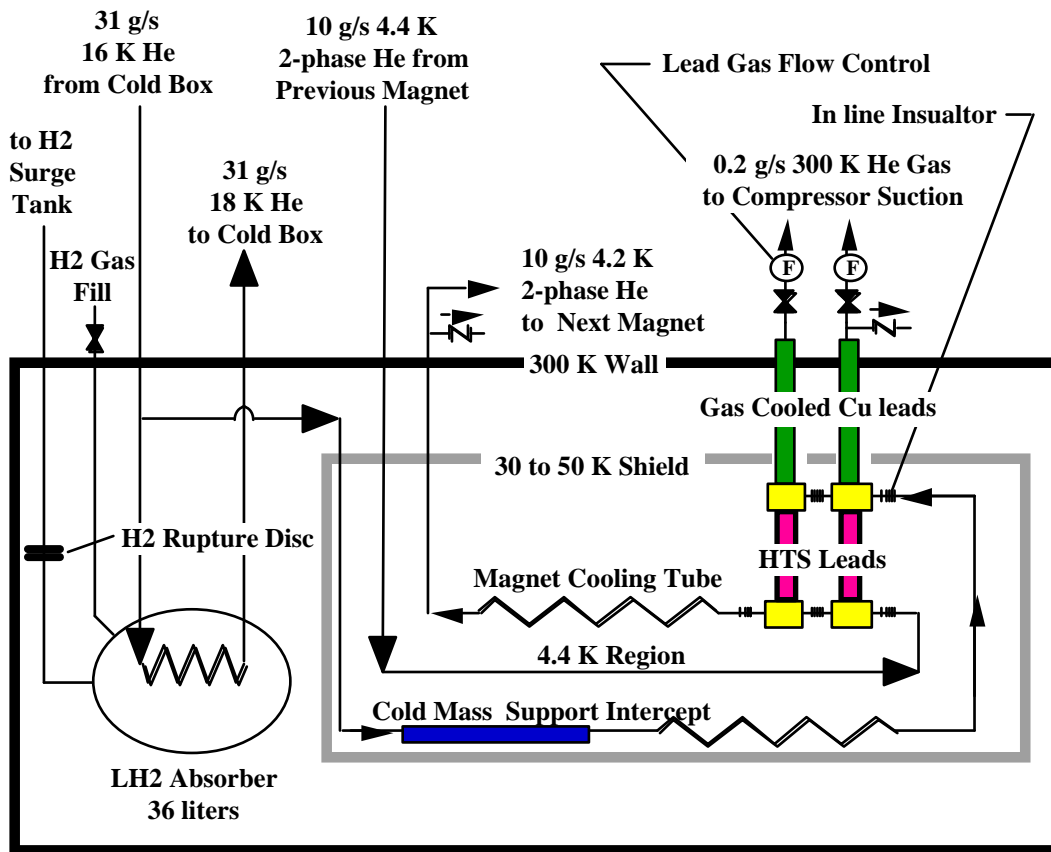 31 g/s
16 K He
from Cold Box
10 g/s 4.4 K
2-phase He from
Previous Magnet
Lead Gas Flow Control
In line Insualtor
to H2
Surge
Tank
31 g/s
18 K He
to Cold Box
0.2 g/s 300 K He Gas
to Compressor Suction
H2 Gas
Fill
10 g/s 4.2 K
2-phase He
to Next Magnet
F
F
300 K Wall
Gas Cooled Cu leads
30 to 50 K Shield
H2 Rupture Disc
HTS Leads
Magnet Cooling Tube
4.4 K Region
Cold Mass Support Intercept
LH2 Absorber
36 liters